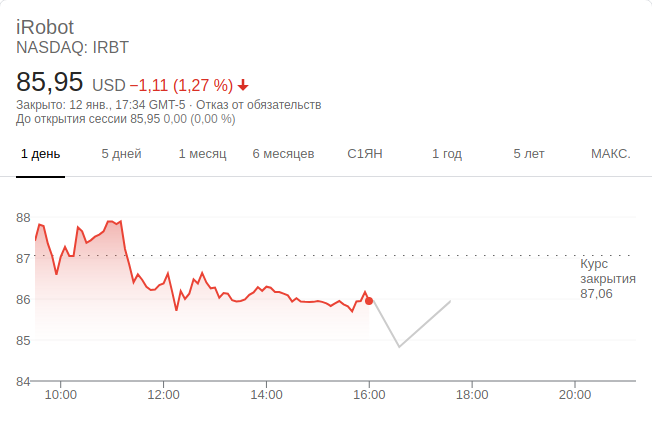 iRobot
NASDAQ: IRBT
85,95 USD −1,11 (1,27 %)
Закрыто: 12 янв., 17:34 GMT-5 · Отказ от обязательств
До открытия сессии 85,95 0,00 (0,00 %)
1 день 5 дней 1 месяц 6 месяцев С1ЯН 1 год 5 лет МАКС.
88
87
86
85
84
Курс
закрытия
87,06
10:00 12:00 14:00 16:00 18:00 20:00